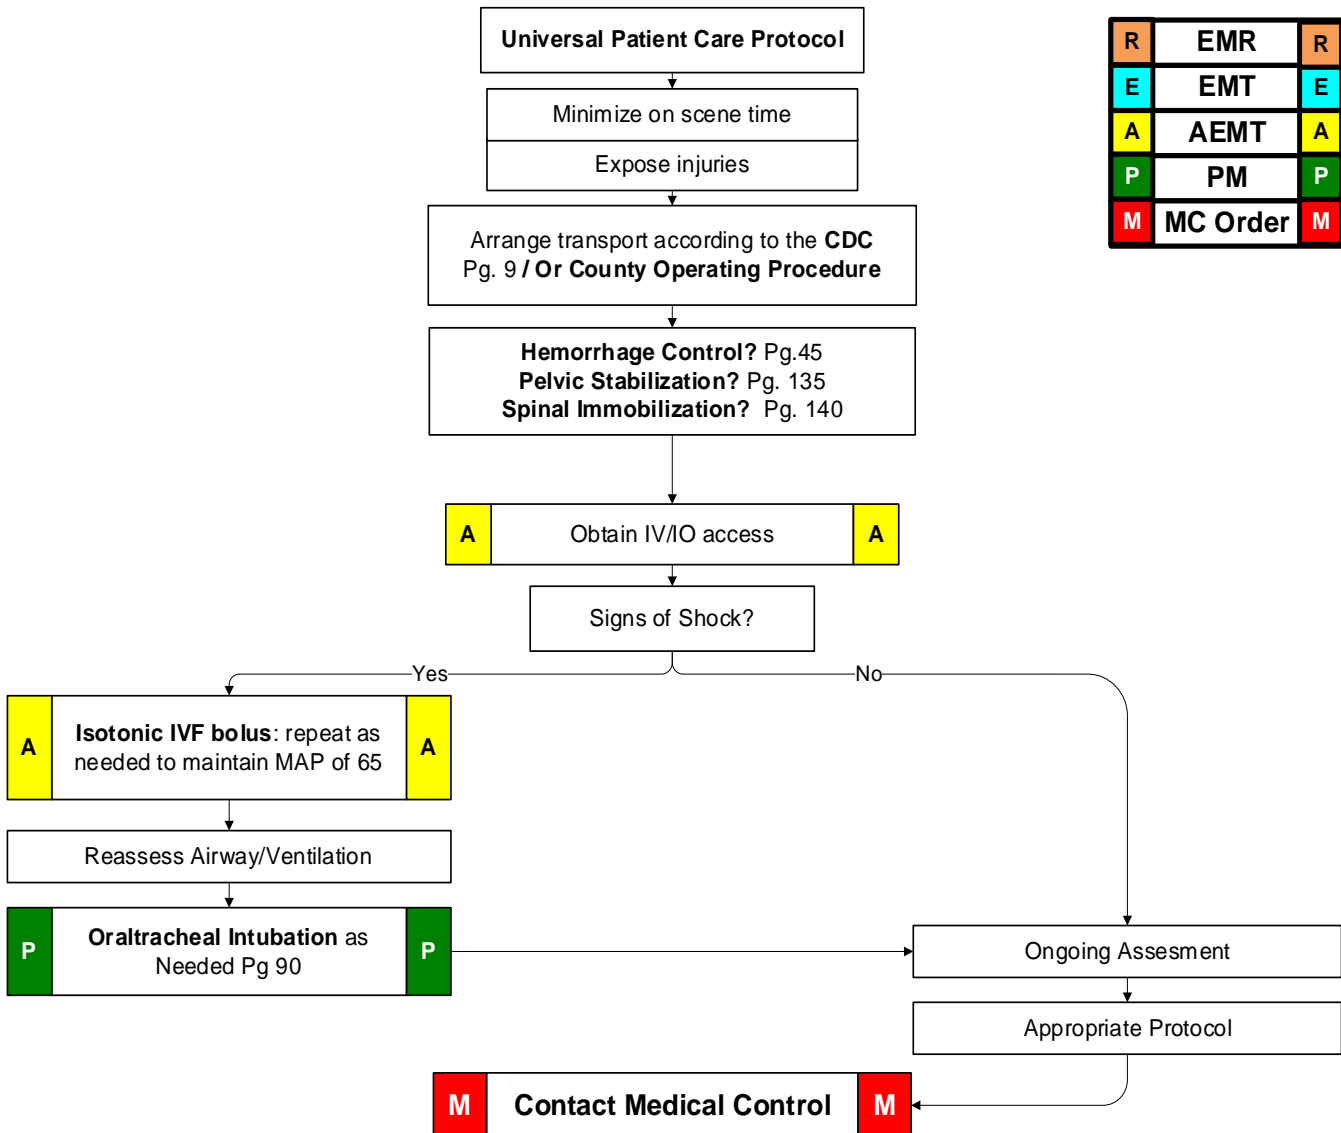 Universal Patient Care Protocol
Minimize on scene time
Expose injuries
Arrange transport according to the CDC
Pg. 9 / Or County Operating Procedure
Hemorrhage Control? Pg.45
Pelvic Stabilization? Pg. 135
Spinal Immobilization? Pg. 140
A Obtain IV/IO access A
Signs of Shock?
Yes
No
A Isotonic IVF bolus: repeat as A
needed to maintain MAP of 65
Reassess Airway/Ventilation
P Oraltracheal Intubation as P
Needed Pg 90
Ongoing Assesment
Appropriate Protocol
M Contact Medical Control M
R EMR R
E EMT E
A AEMT A
P PM P
M MC Order M